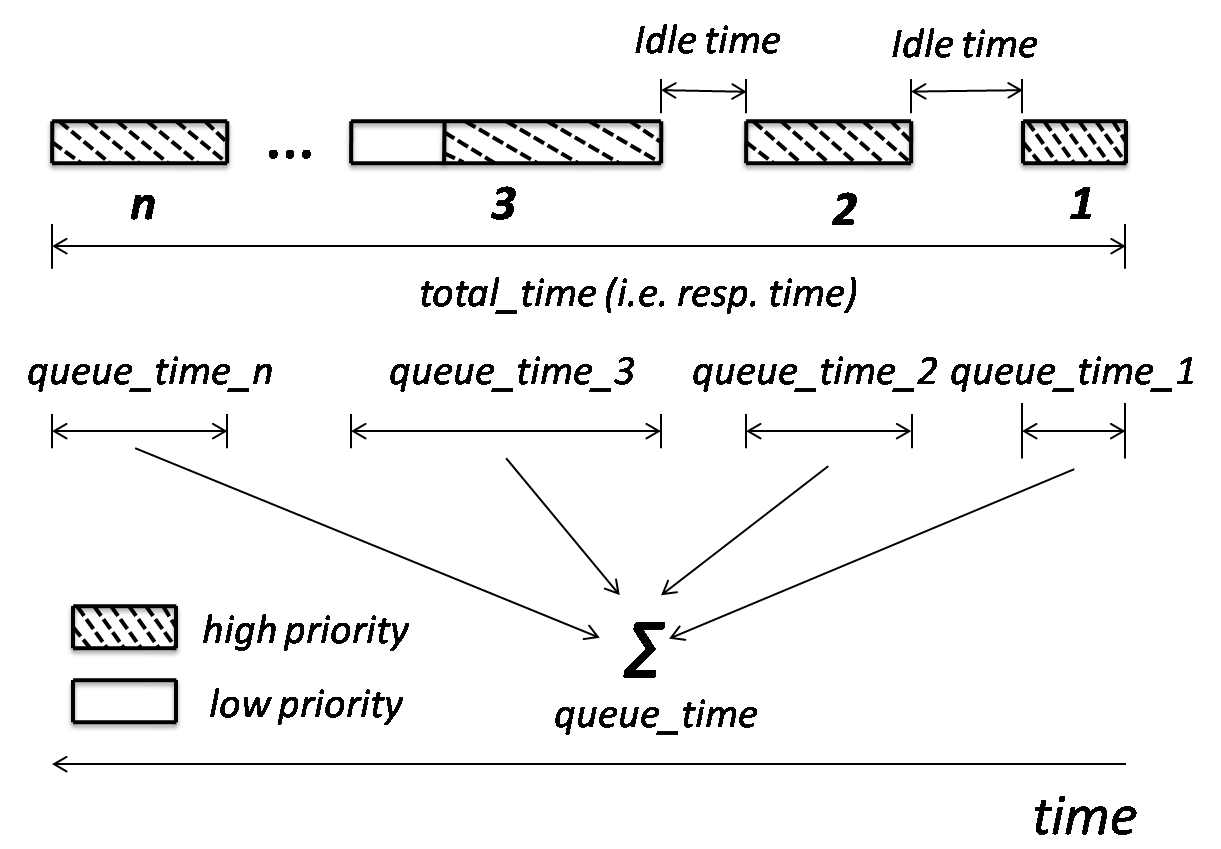 Idle time
Idle time
...
n
3
2
1
total_time (i.e. resp. time)
queue_time_n
queue_time_3
queue_time_2
queue_time_1
high priority
∑
low priority
queue_time
time